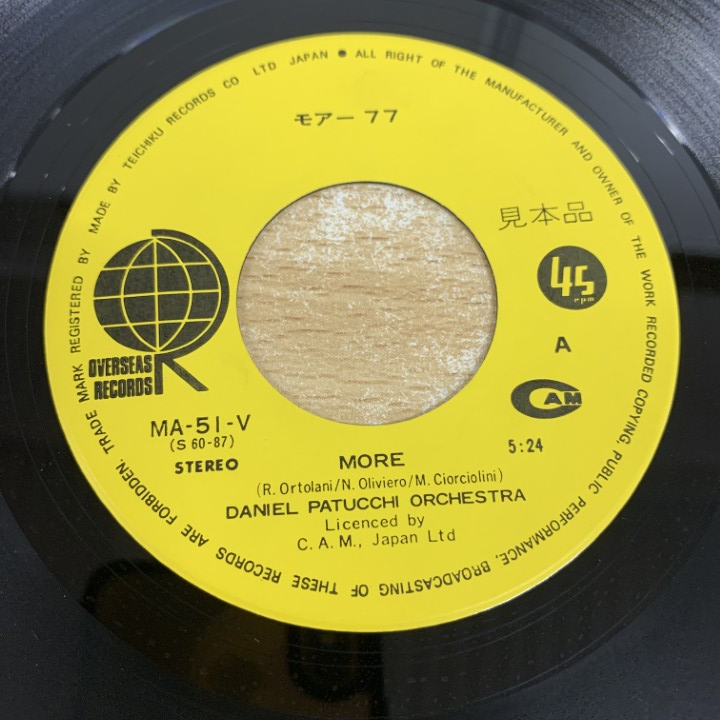 TRADE MARK REGISTERED BY MADE BY TEICHIKU RECORDS CO LTD JAPAN ● ALL RIGHT OF THE MANUFACTURER AND OWNER OF THE WORK RECORDED COPYING, PUBLIC PERFORMANCE, BROADCASTING OF THESE RECORDS ARE FORBIDDEN.
モアー 77
見本品
45
rpm
A
OVERSEAS
RECORDS
CAM
MA-51-V
(S 60-87)
STEREO
5:24
MORE
(R. Ortolani/N. Oliviero/M. Ciorciolini)
DANIEL PATUCCHI ORCHESTRA
Licenced by
C. A. M., Japan Ltd